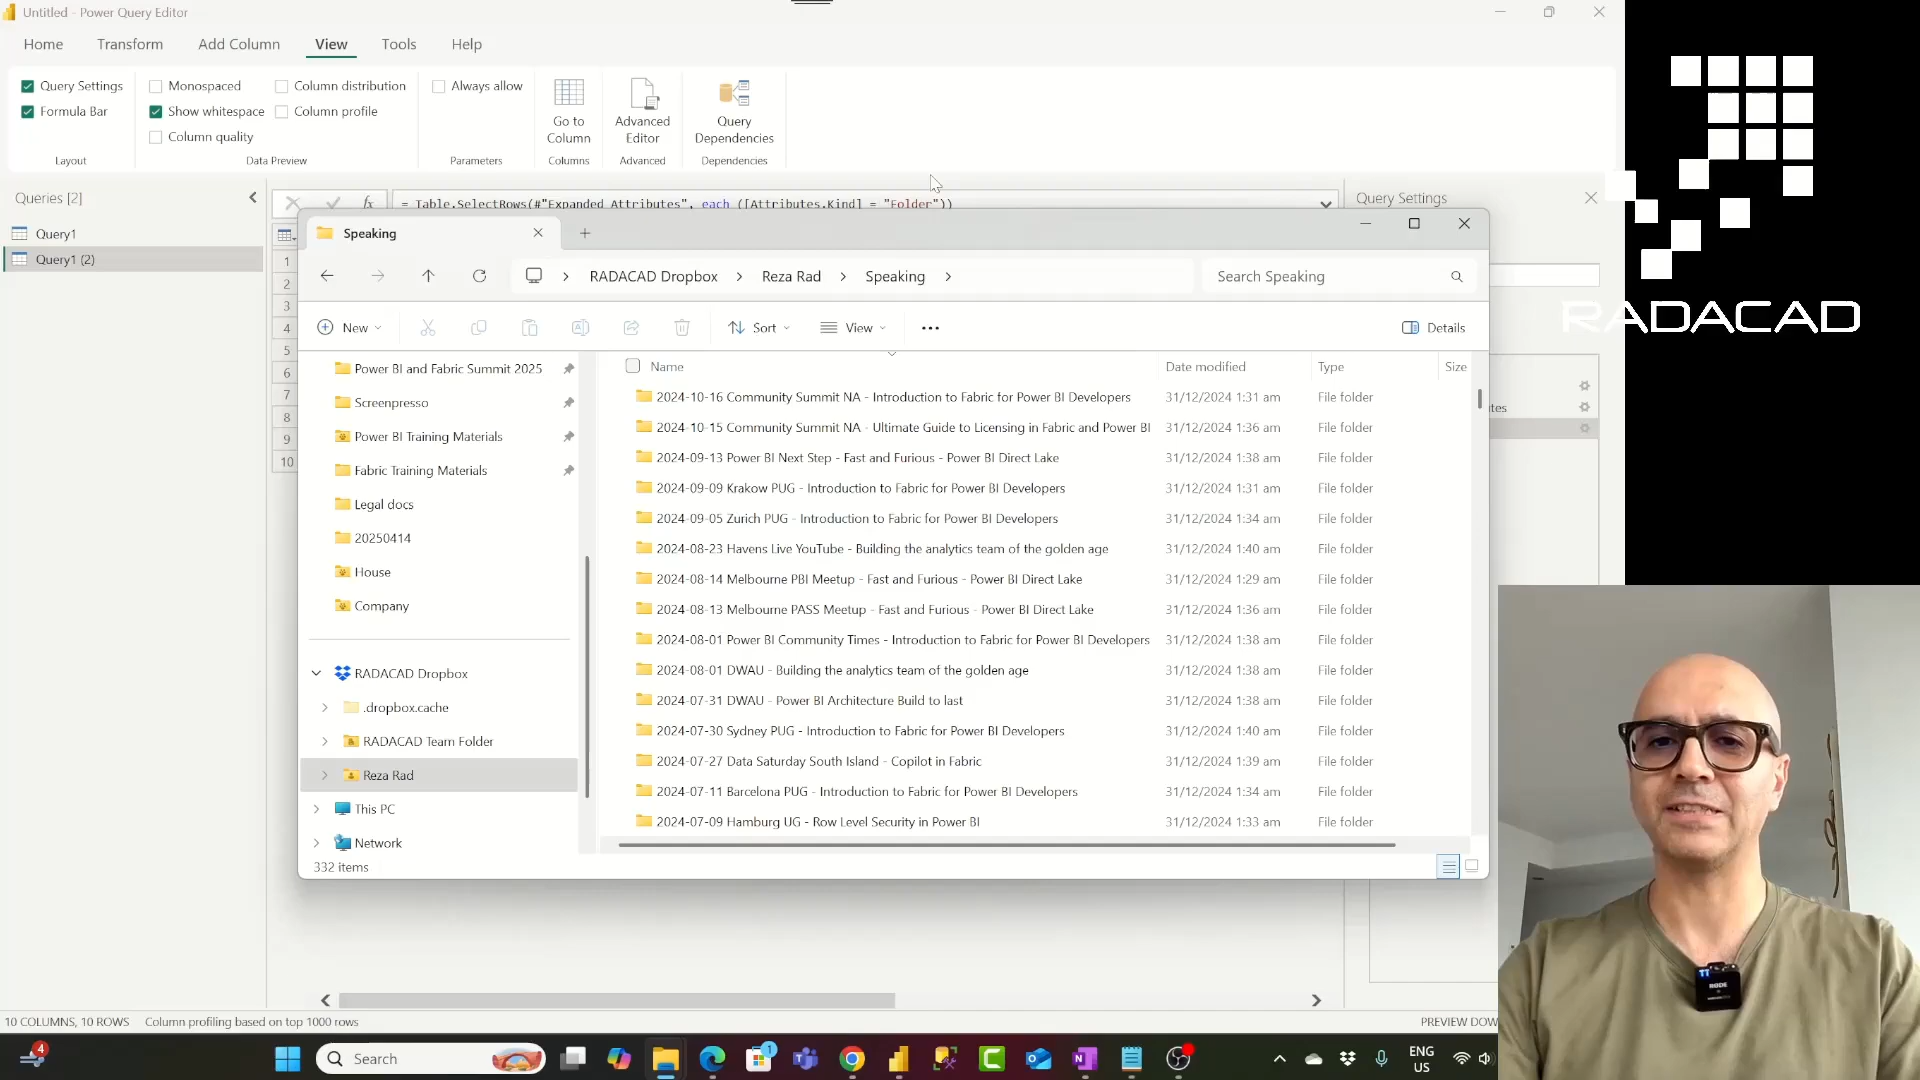 Untitled - Power Query Editor
Home Transform Add Column View Tools Help
Query Settings Monospaced Column distribution Always allow
Formula Bar Show whitespace Column profile
Column quality
Go to Column
Advanced Editor
Query Dependencies
Layout Data Preview Parameters Columns Advanced Dependencies
Queries [2]
Query1
Query1 (2)
fx = Table.SelectRows(#"Expanded Attributes", each ([Attributes.Kind] = "Folder"))
Query Settings
1
2
3
4
5
6
7
8
9
10
Speaking
RADACAD Dropbox Reza Rad Speaking
Search Speaking
New Sort View Details
Power BI and Fabric Summit 2025
Screenpresso
Power BI Training Materials
Fabric Training Materials
Legal docs
20250414
House
Company
RADACAD Dropbox
.dropbox.cache
RADACAD Team Folder
Reza Rad
This PC
Network
332 items
Name Date modified Type Size
2024-10-16 Community Summit NA - Introduction to Fabric for Power BI Developers 31/12/2024 1:31 am File folder
2024-10-15 Community Summit NA - Ultimate Guide to Licensing in Fabric and Power BI 31/12/2024 1:36 am File folder
2024-09-13 Power BI Next Step - Fast and Furious - Power BI Direct Lake 31/12/2024 1:38 am File folder
2024-09-09 Krakow PUG - Introduction to Fabric for Power BI Developers 31/12/2024 1:31 am File folder
2024-09-05 Zurich PUG - Introduction to Fabric for Power BI Developers 31/12/2024 1:34 am File folder
2024-08-23 Havens Live YouTube - Building the analytics team of the golden age 31/12/2024 1:40 am File folder
2024-08-14 Melbourne PBI Meetup - Fast and Furious - Power BI Direct Lake 31/12/2024 1:29 am File folder
2024-08-13 Melbourne PASS Meetup - Fast and Furious - Power BI Direct Lake 31/12/2024 1:36 am File folder
2024-08-01 Power BI Community Times - Introduction to Fabric for Power BI Developers 31/12/2024 1:38 am File folder
2024-08-01 DWAU - Building the analytics team of the golden age 31/12/2024 1:38 am File folder
2024-07-31 DWAU - Power BI Architecture Build to last 31/12/2024 1:38 am File folder
2024-07-30 Sydney PUG - Introduction to Fabric for Power BI Developers 31/12/2024 1:40 am File folder
2024-07-27 Data Saturday South Island - Copilot in Fabric 31/12/2024 1:39 am File folder
2024-07-11 Barcelona PUG - Introduction to Fabric for Power BI Developers 31/12/2024 1:34 am File folder
2024-07-09 Hamburg UG - Row Level Security in Power BI 31/12/2024 1:33 am File folder
RADACAD
RØDE
10 COLUMNS, 10 ROWS Column profiling based on top 1000 rows
4 Search 1 ENG US